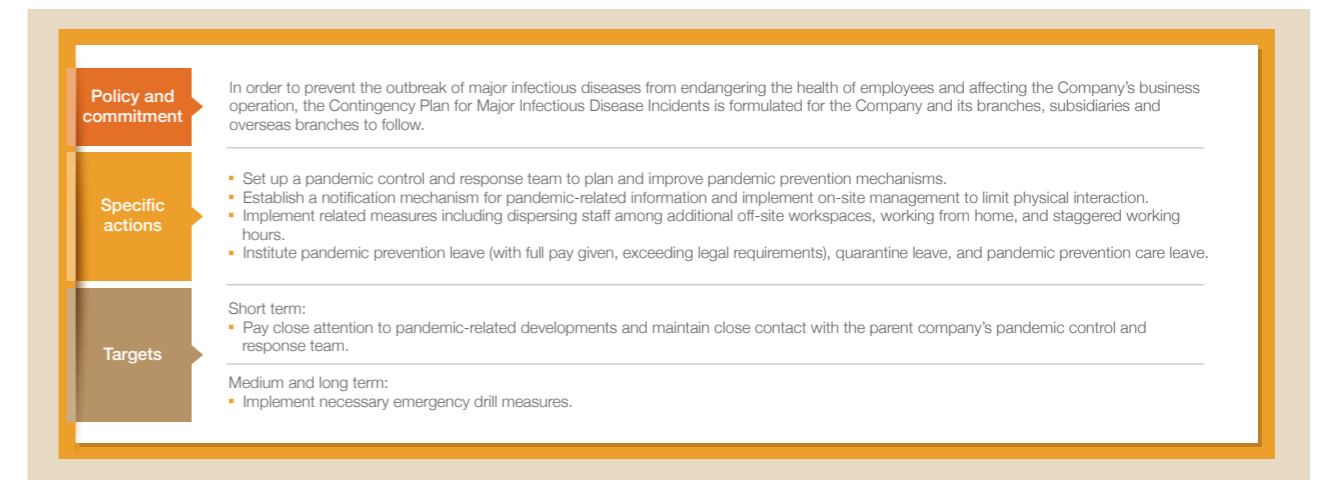 Policy and
commitment
In order to prevent the outbreak of major infectious diseases from endangering the health of employees and affecting the Company's business
operation, the Contingency Plan for Major Infectious Disease Incidents is formulated for the Company and its branches, subsidiaries and
overseas branches to follow.
Specific
actions
▪ Set up a pandemic control and response team to plan and improve pandemic prevention mechanisms.
▪ Establish a notification mechanism for pandemic-related information and implement on-site management to limit physical interaction.
▪ Implement related measures including dispersing staff among additional off-site workspaces, working from home, and staggered working
hours.
▪ Institute pandemic prevention leave (with full pay given, exceeding legal requirements), quarantine leave, and pandemic prevention care leave.
Targets
Short term:
▪ Pay close attention to pandemic-related developments and maintain close contact with the parent company's pandemic control and
response team.
Medium and long term:
▪ Implement necessary emergency drill measures.